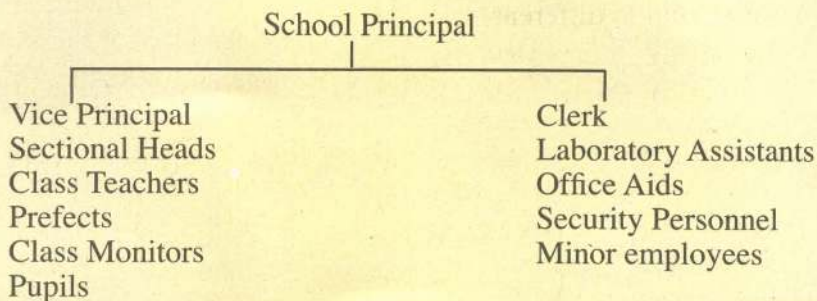 School Principal
Vice Principal
Sectional Heads
Class Teachers
Prefects
Class Monitors
Pupils
Clerk
Laboratory Assistants
Office Aids
Security Personnel
Minor employees